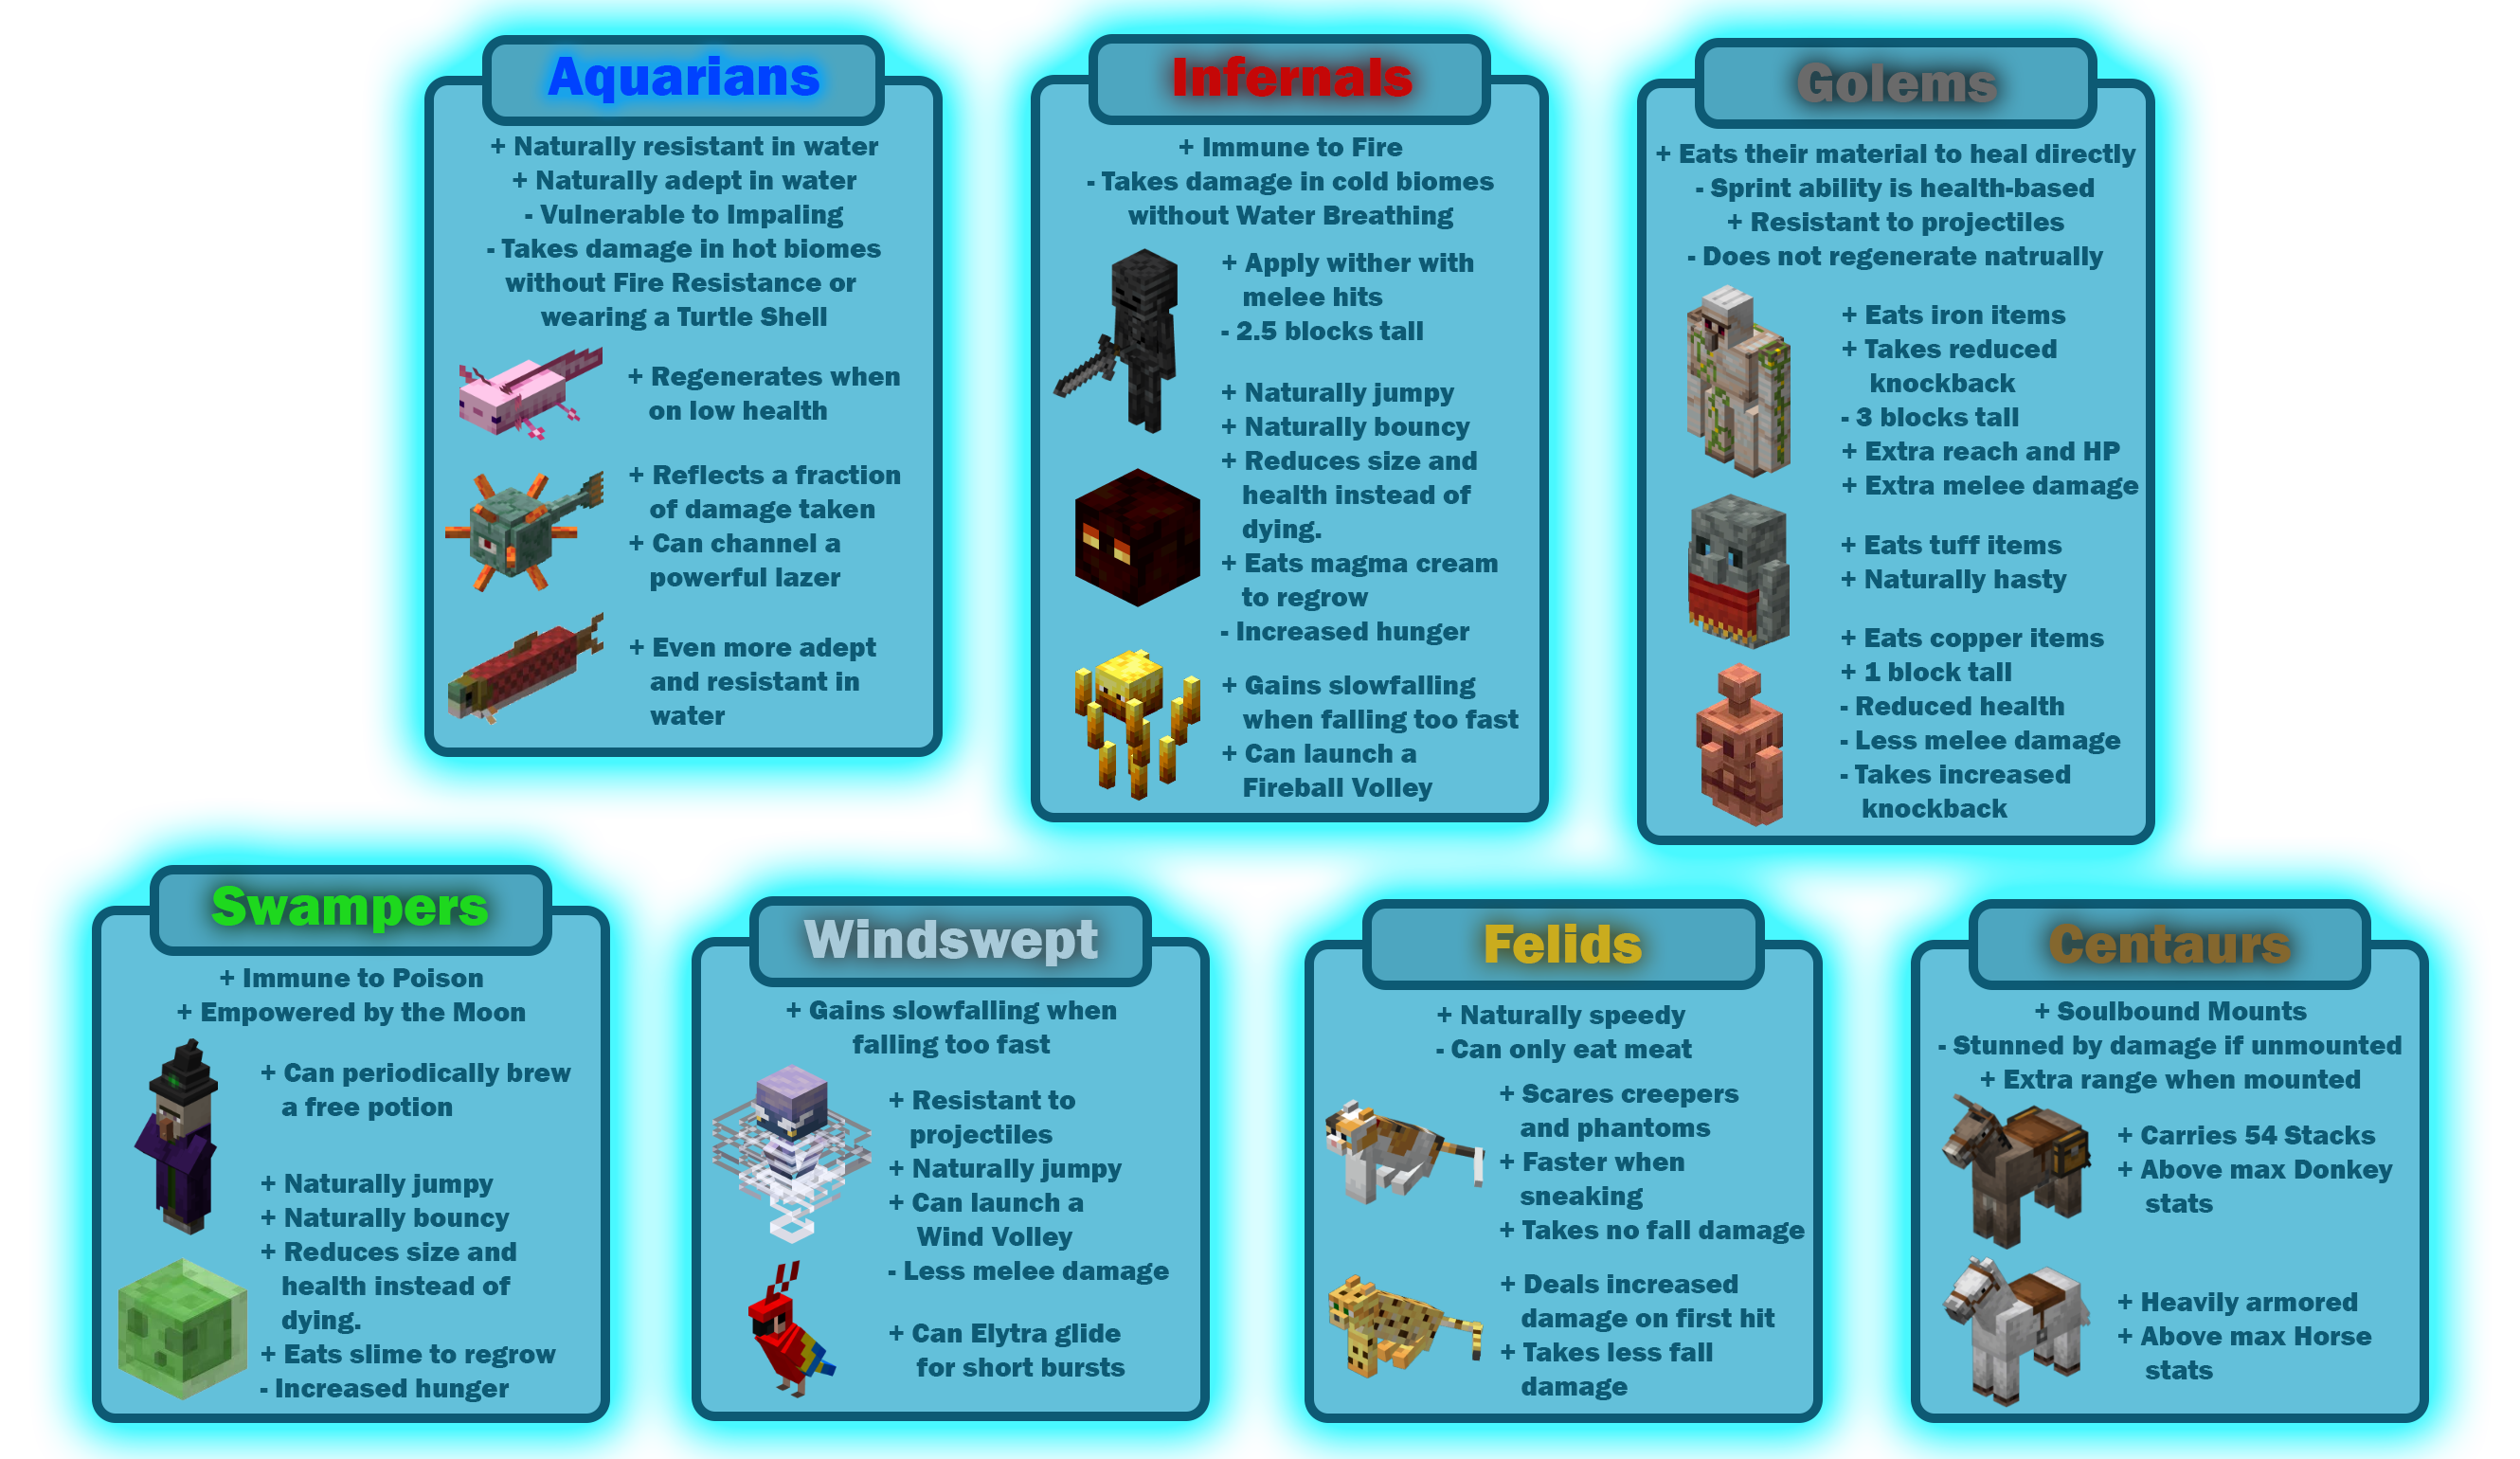 Aquarians
+ Naturally resistant in water
+ Naturally adept in water
- Vulnerable to Impaling
- Takes damage in hot biomes
without Fire Resistance or
wearing a Turtle Shell
+ Regenerates when
on low health
+ Reflects a fraction
of damage taken
+ Can channel a
powerful lazer
+ Even more adept
and resistant in
water
Infernals
+ Immune to Fire
- Takes damage in cold biomes
without Water Breathing
+ Apply wither with
melee hits
- 2.5 blocks tall
+ Naturally jumpy
+ Naturally bouncy
+ Reduces size and
health instead of
dying.
+ Eats magma cream
to regrow
- Increased hunger
+ Gains slowfalling
when falling too fast
+ Can launch a
Fireball Volley
Golems
+ Eats their material to heal directly
- Sprint ability is health-based
+ Resistant to projectiles
- Does not regenerate natrually
+ Eats iron items
+ Takes reduced
knockback
- 3 blocks tall
+ Extra reach and HP
+ Extra melee damage
+ Eats tuff items
+ Naturally hasty
+ Eats copper items
+ 1 block tall
- Reduced health
- Less melee damage
- Takes increased
knockback
Swampers
+ Immune to Poison
+ Empowered by the Moon
+ Can periodically brew
a free potion
+ Naturally jumpy
+ Naturally bouncy
+ Reduces size and
health instead of
dying.
+ Eats slime to regrow
- Increased hunger
Windswept
+ Gains slowfalling when
falling too fast
+ Resistant to
projectiles
+ Naturally jumpy
+ Can launch a
Wind Volley
- Less melee damage
+ Can Elytra glide
for short bursts
Felids
+ Naturally speedy
- Can only eat meat
+ Scares creepers
and phantoms
+ Faster when
sneaking
+ Takes no fall damage
+ Deals increased
damage on first hit
+ Takes less fall
damage
Centaurs
+ Soulbound Mounts
- Stunned by damage if unmounted
+ Extra range when mounted
+ Carries 54 Stacks
+ Above max Donkey
stats
+ Heavily armored
+ Above max Horse
stats